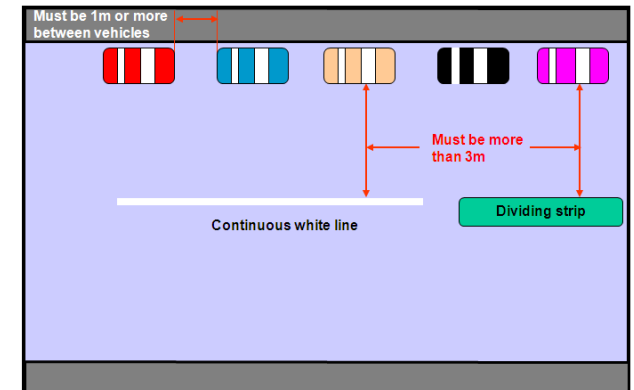 Must be 1m or more
between vehicles
Must be more
than 3m
Dividing strip
Continuous white line